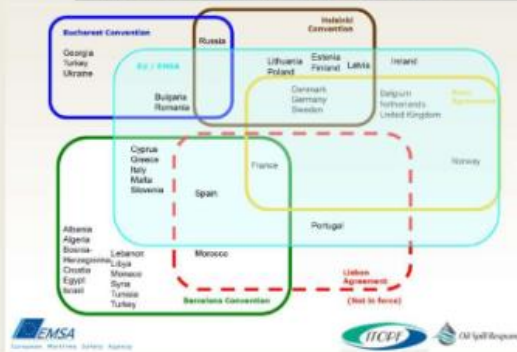 Bucharest Convention
Georgia
Turkey
Ukraine
Russia
Helsinki
Convention
EU / EMSA
Bulgaria
Romania
Lithuania
Poland
Estonia
Finland
Latvia
Ireland
Denmark
Germany
Sweden
Belgium
Netherlands
United Kingdom
Bonn
Agreement
Cyprus
Greece
Italy
Malta
Slovenia
France
Norway
Spain
Portugal
Albania
Algeria
Bosnia-
Herzegovina
Croatia
Egypt
Israel
Lebanon
Libya
Monaco
Syria
Tunisia
Turkey
Morocco
Barcelona Convention
Lisbon
Agreement
(Not in force)
EMSA
European Maritime Safety Agency
ITOPF
Oil Spill Response